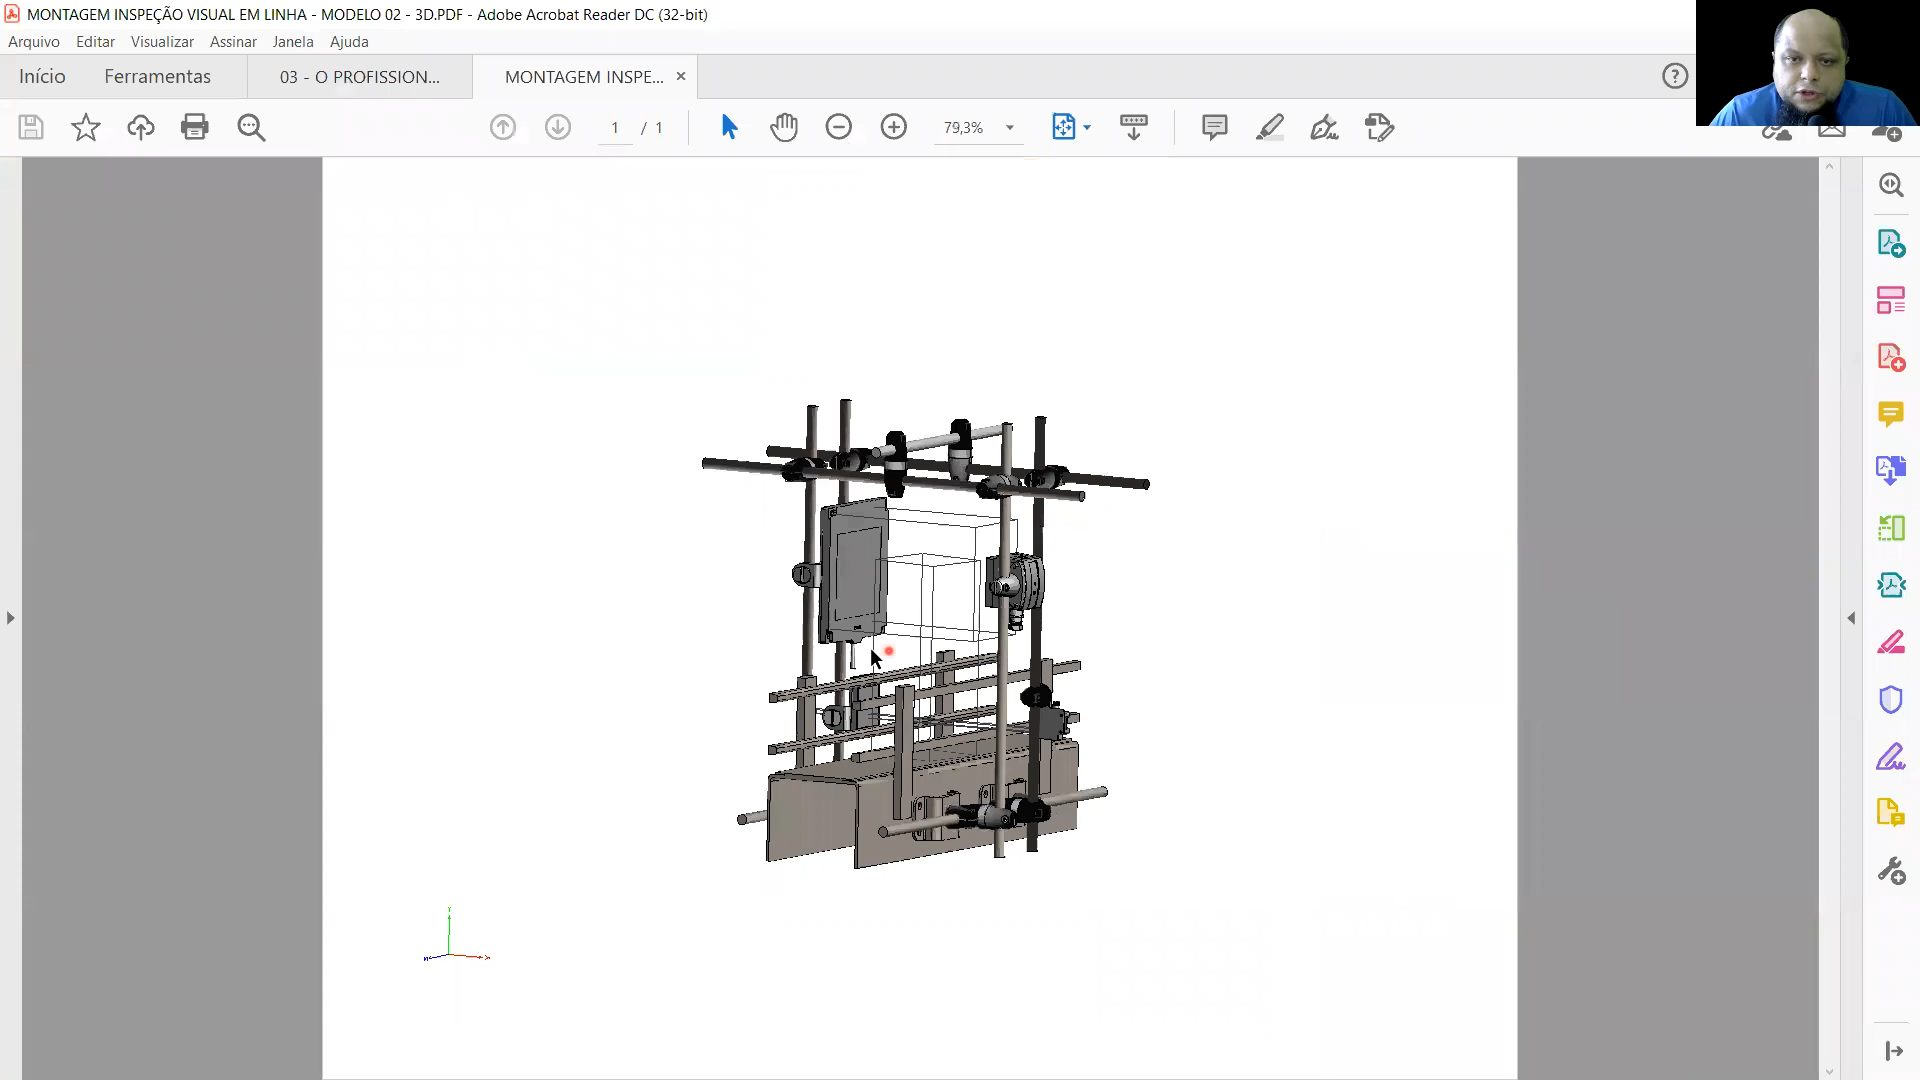 MONTAGEM INSPEÇÃO VISUAL EM LINHA - MODELO 02 - 3D.PDF - Adobe Acrobat Reader DC (32-bit)
Arquivo Editar Visualizar Assinar Janela Ajuda
Início Ferramentas 03 - O PROFISSION... MONTAGEM INSPE... ×
1 / 1 79,3%